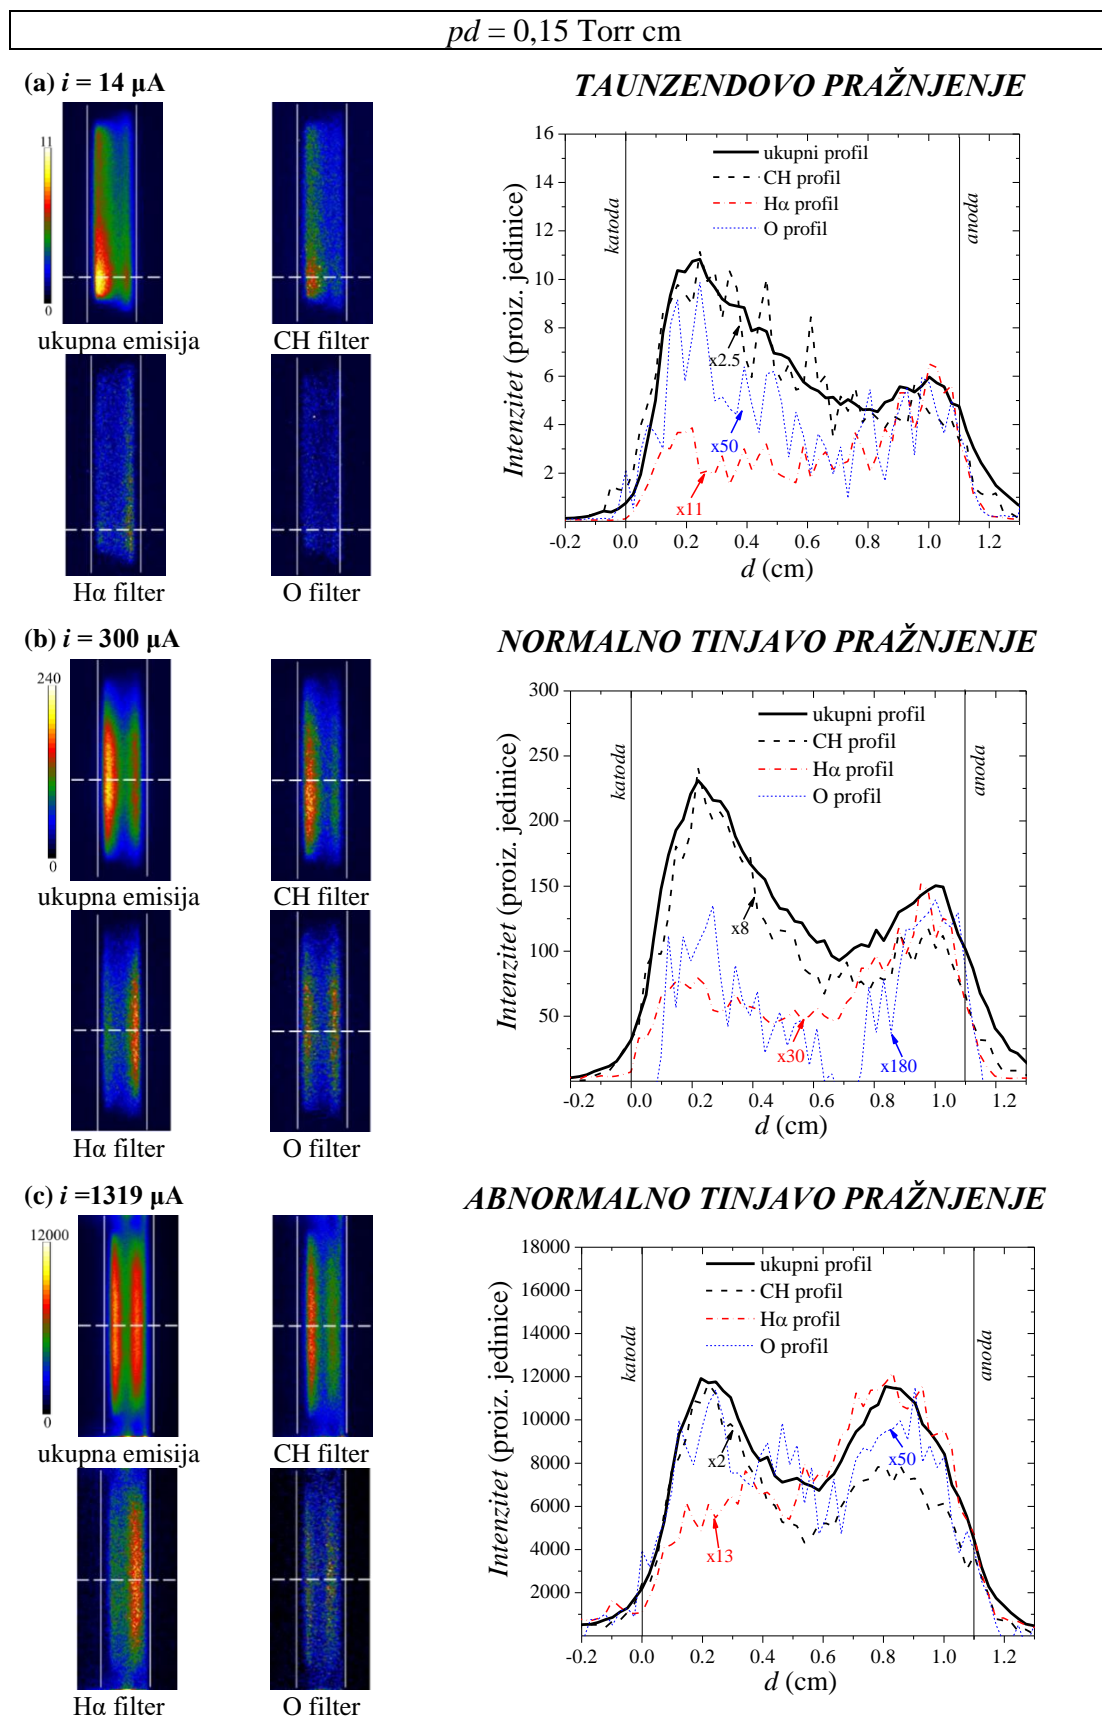 pd = 0,15 Torr cm
(a) i = 14 μA
TAUNZENDOVO PRAŽNJENJE
11
0
ukupna emisija
CH filter
Hα filter
O filter
16
14
12
10
8
6
4
2
Intenzitet (proiz. jedinice)
katoda
anoda
ukupni profil
CH profil
Hα profil
O profil
x2.5
x50
x11
-0.2 0.0 0.2 0.4 0.6 0.8 1.0 1.2
d (cm)
(b) i = 300 μA
NORMALNO TINJAVO PRAŽNJENJE
240
0
ukupna emisija
CH filter
Hα filter
O filter
300
250
200
150
100
50
Intenzitet (proiz. jedinice)
katoda
anoda
ukupni profil
CH profil
Hα profil
O profil
x8
x30
x180
-0.2 0.0 0.2 0.4 0.6 0.8 1.0
d (cm)
(c) i =1319 μA
ABNORMALNO TINJAVO PRAŽNJENJE
12000
0
ukupna emisija
CH filter
Hα filter
O filter
18000
16000
14000
12000
10000
8000
6000
4000
2000
Intenzitet (proiz. jedinice)
katoda
anoda
ukupni profil
CH profil
Hα profil
O profil
x2
x50
x13
-0.2 0.0 0.2 0.4 0.6 0.8 1.0 1.2
d (cm)